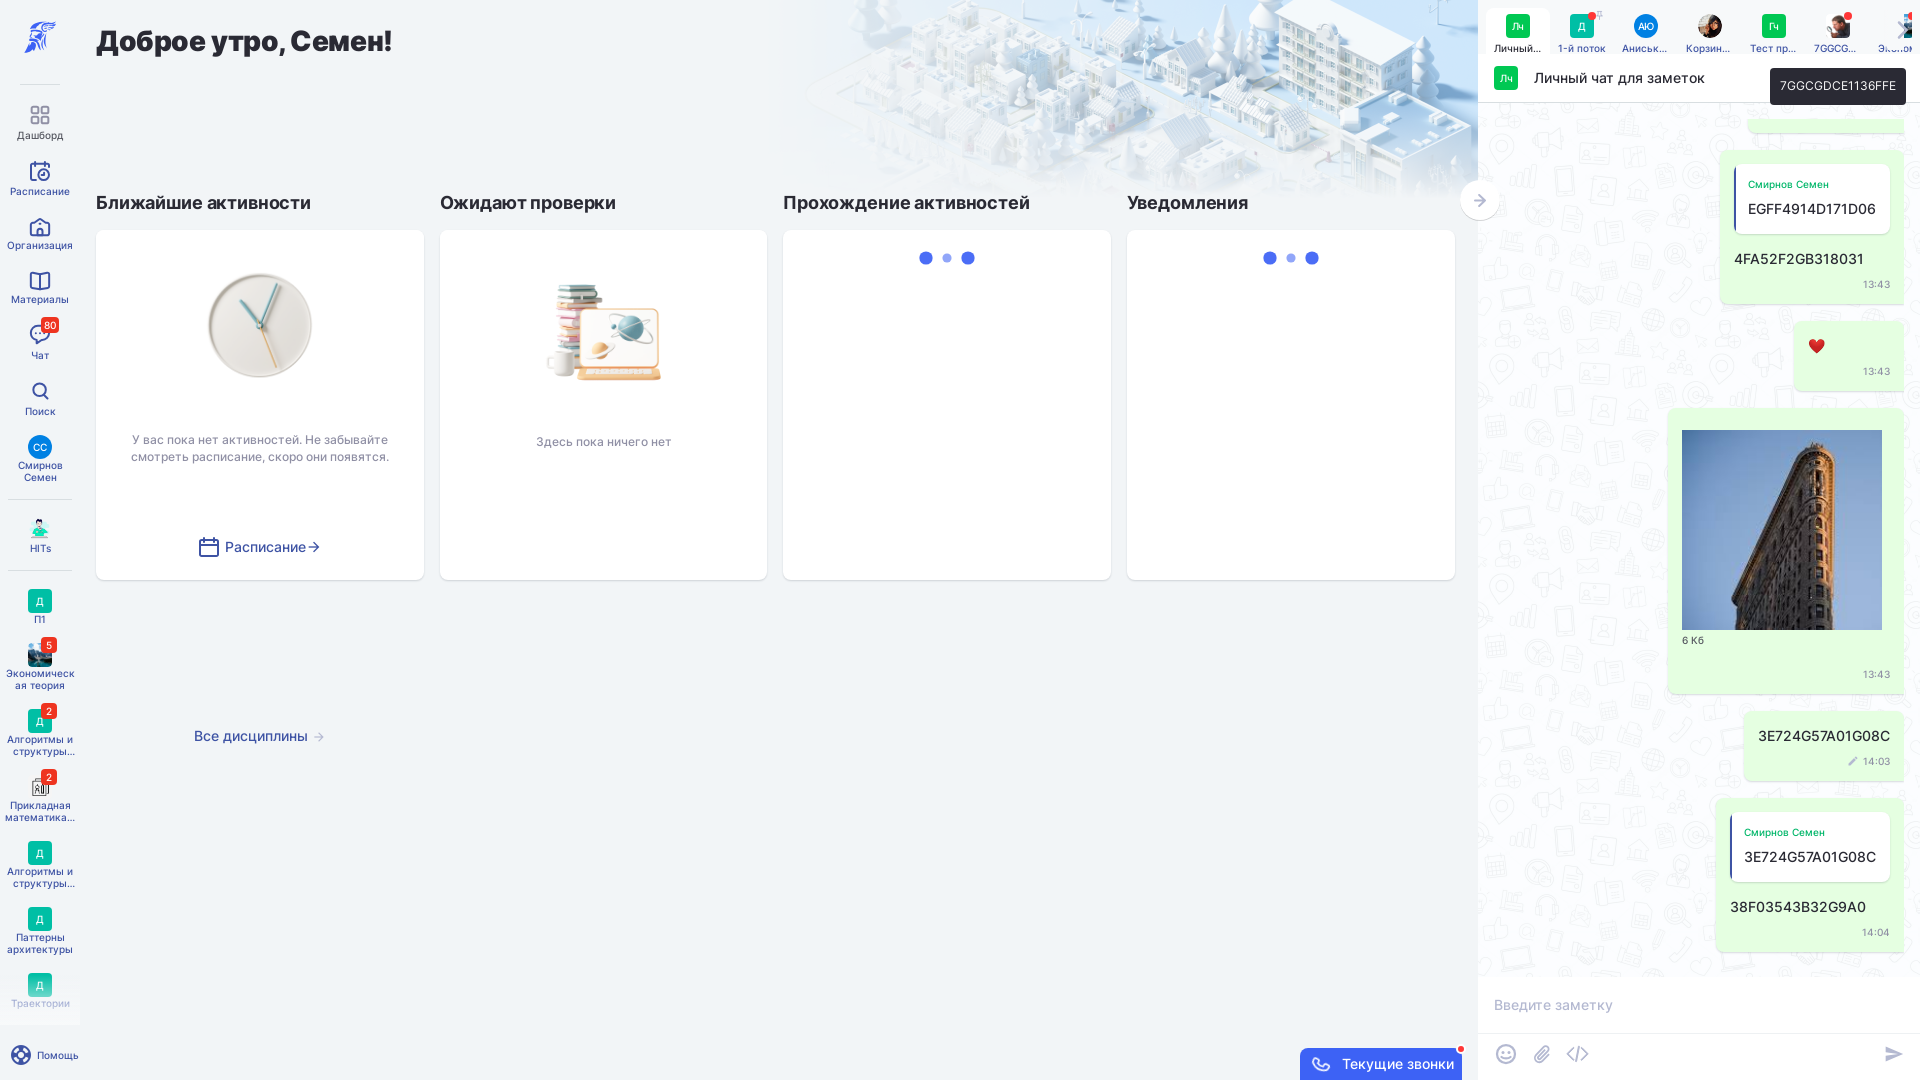 Доброе утро, Семен!
Дашборд
Расписание
Организация
Материалы
80
Чат
Поиск
СС
Смирнов
Семен
HITs
Д
П1
5
Экономическ
ая теория
2
Д
Алгоритмы и
структуры...
2
Прикладная
математика...
Д
Алгоритмы и
структуры...
Д
Паттерны
архитектуры
Д
Траектории
Помощь
Ближайшие активности
У вас пока нет активностей. Не забывайте
смотреть расписание, скоро они появятся.
Расписание
Ожидают проверки
Здесь пока ничего нет
Прохождение активностей
Уведомления
Все дисциплины
Текущие звонки
Лч
Личный...
Д
1-й поток
АЮ
Аниськ...
Корзин...
Гч
Тест пр...
7GGCG...
Лч
Личный чат для заметок
7GGCGDCE1136FFE
Смирнов Семен
EGFF4914D171D06
4FA52F2GB318031
13:43
13:43
6 Кб
13:43
3E724G57A01G08C
14:03
Смирнов Семен
3E724G57A01G08C
38F03543B32G9A0
14:04
Введите заметку